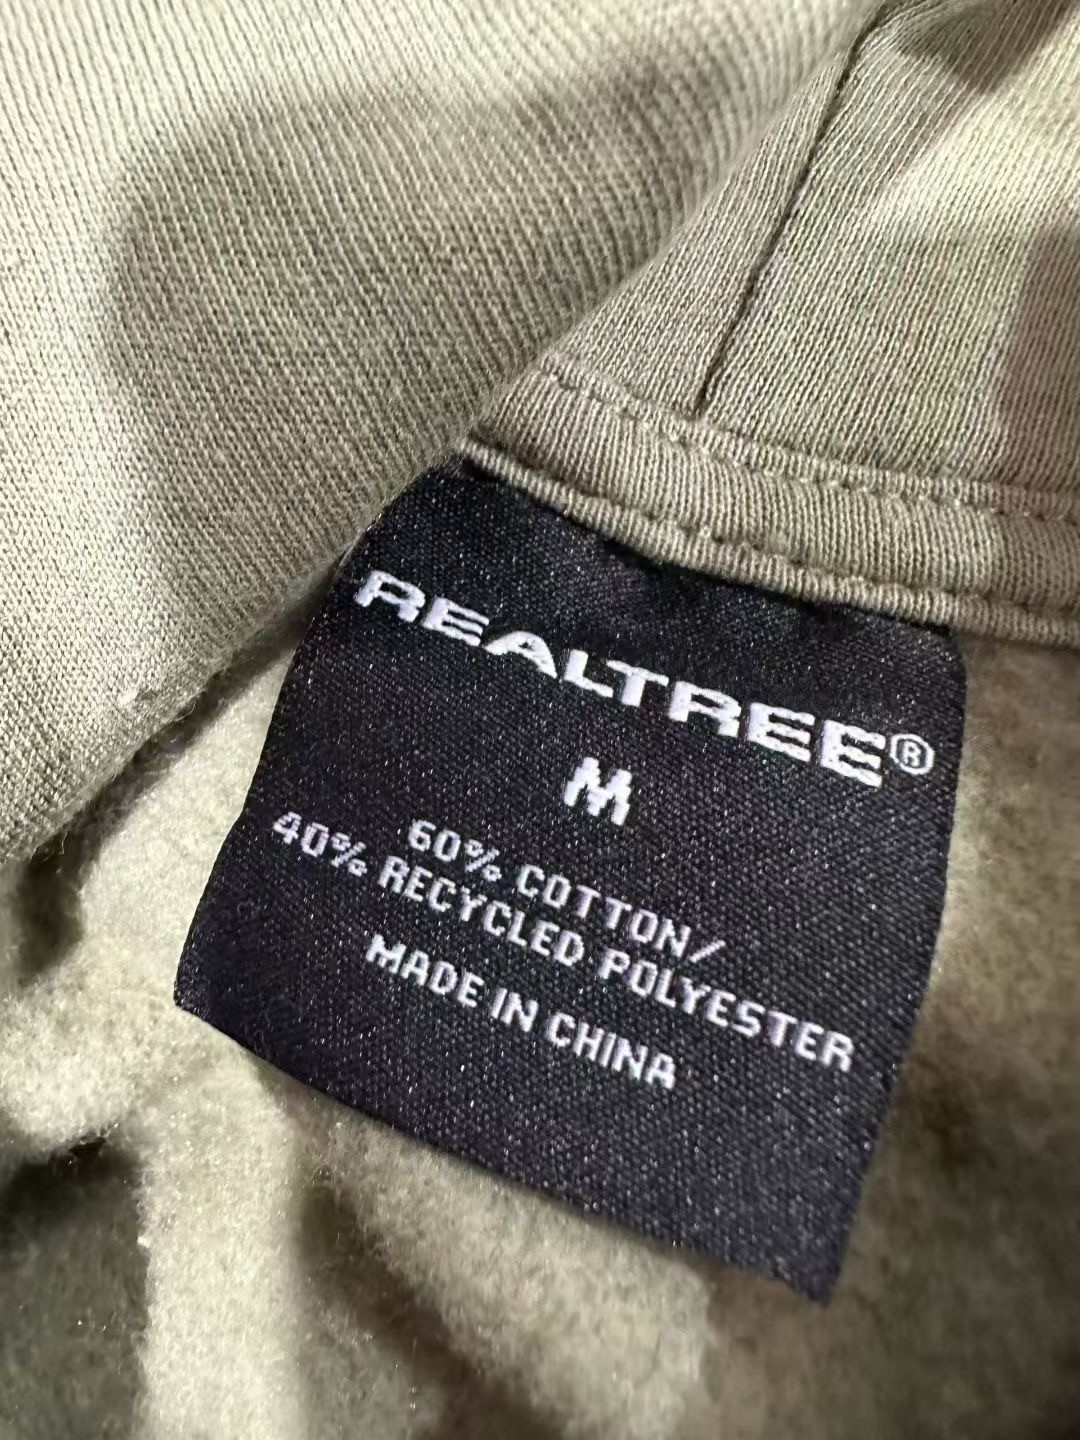 REALTREE®
M
60% COTTON/
40% RECYCLED POLYESTER
MADE IN CHINA